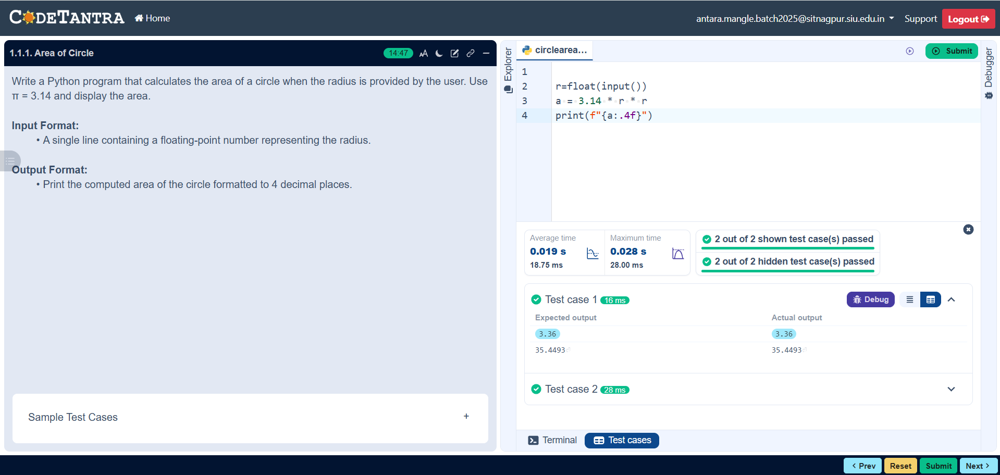 CODETANTRA Home antara.mangle.batch2025@sitnagpur.siu.edu.in Support Logout
1.1.1. Area of Circle 14:47 AA
Write a Python program that calculates the area of a circle when the radius is provided by the user. Use
π = 3.14 and display the area.
Input Format:
• A single line containing a floating-point number representing the radius.
Output Format:
• Print the computed area of the circle formatted to 4 decimal places.
Sample Test Cases +
Explorer
circlearea...
Submit
Debugger
1
2 r=float(input())
3 a = 3.14 * r * r
4 print(f"{a:.4f}")
Average time
0.019 s
18.75 ms
Maximum time
0.028 s
28.00 ms
2 out of 2 shown test case(s) passed
2 out of 2 hidden test case(s) passed
Test case 1 16 ms Debug
Expected output Actual output
3.36 3.36
35.4493 35.4493
Test case 2 28 ms
Terminal Test cases
Prev Reset Submit Next